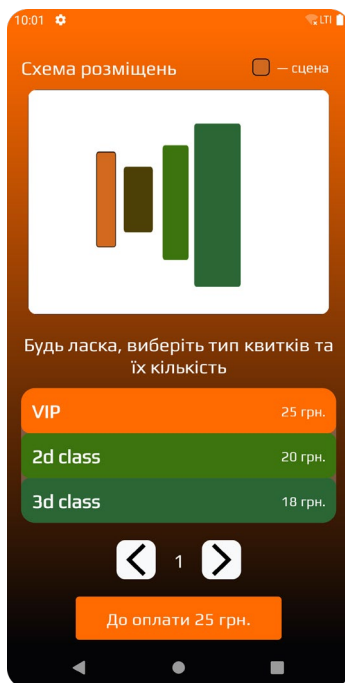 10:01 LTI
Схема розміщень — сцена
Будь ласка, виберіть тип квитків та
їх кількість
VIP 25 грн.
2d class 20 грн.
3d class 18 грн.
1
До оплати 25 грн.